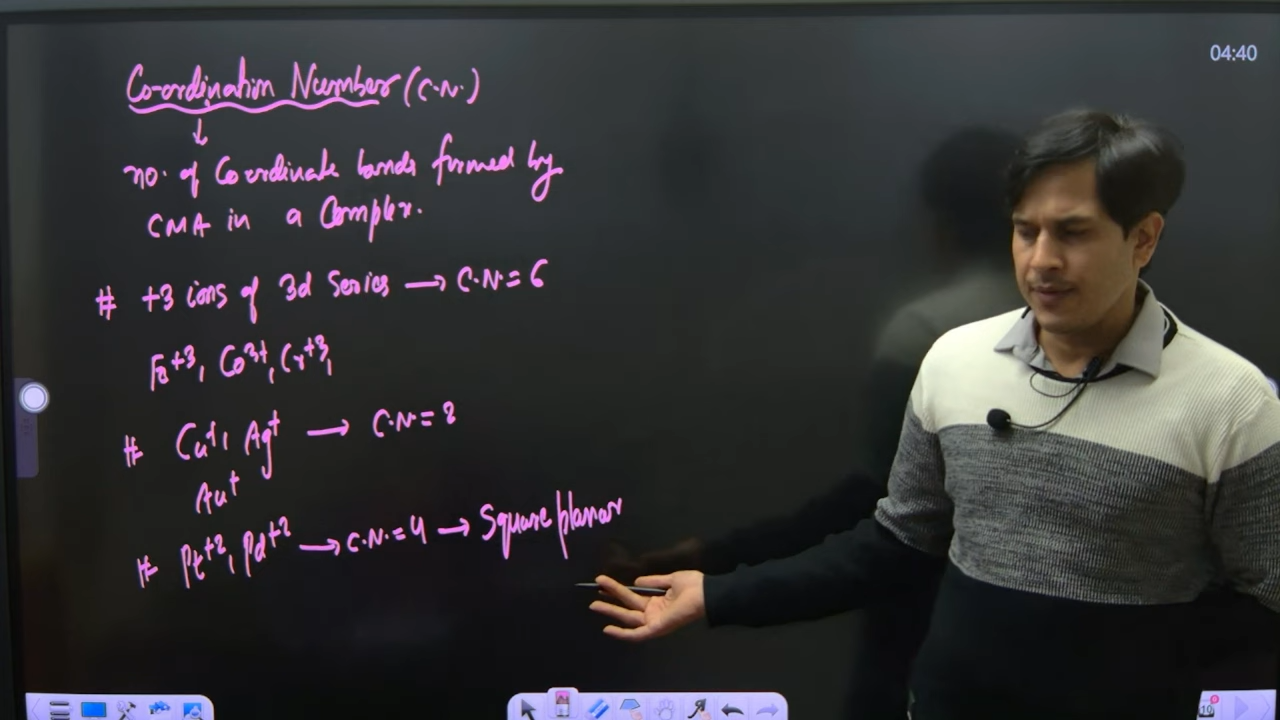 04:40
Co-ordination Number (C.N.)
↓
no. of Coordinate bonds formed by
CMA in a Complex.
# +3 ions of 3d Series → C.N. = 6
Fe+3, Co3+, Cr+3,
# Cu+, Ag+ → C.N. = 2
Au+
# Pt+2, Pd+2 → C.N. = 4 → Square planar